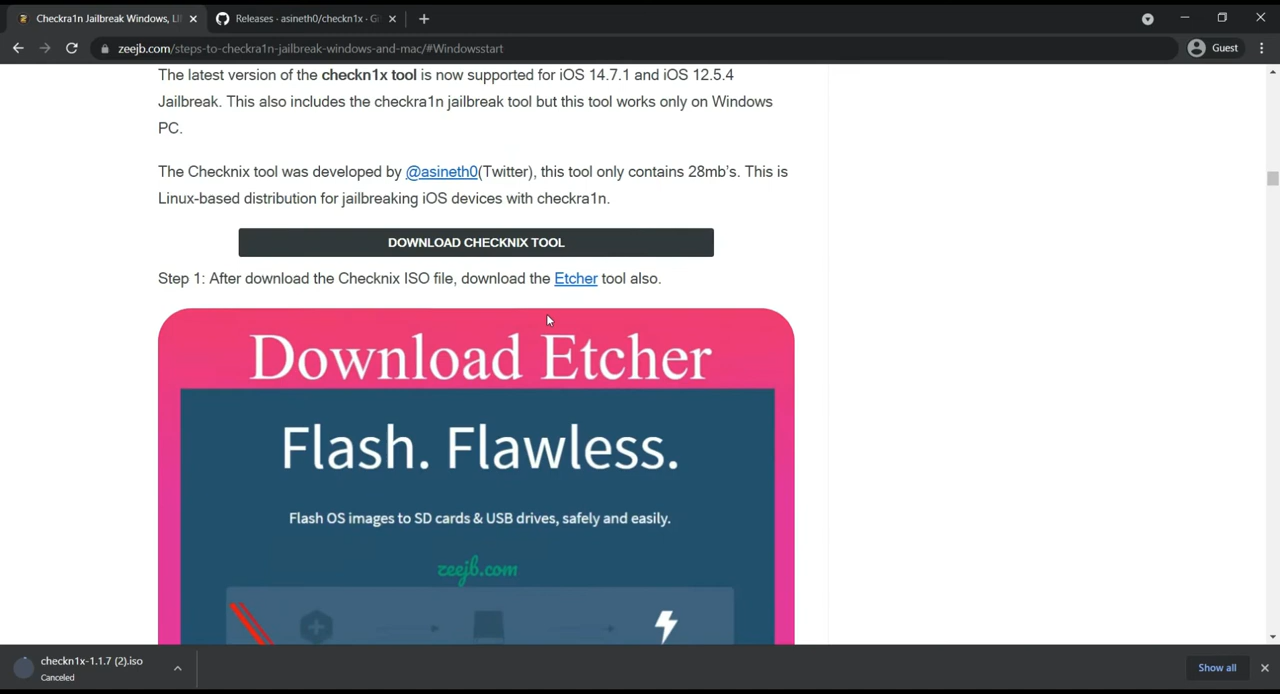 Checkra1n Jailbreak Windows, LI
Releases · asineth0/checkn1x · Gi
zeejb.com/steps-to-checkra1n-jailbreak-windows-and-mac/#Windowsstart
Guest
The latest version of the checkn1x tool is now supported for iOS 14.7.1 and iOS 12.5.4
Jailbreak. This also includes the checkra1n jailbreak tool but this tool works only on Windows
PC.
The Checknix tool was developed by @asineth0(Twitter), this tool only contains 28mb's. This is
Linux-based distribution for jailbreaking iOS devices with checkra1n.
DOWNLOAD CHECKNIX TOOL
Step 1: After download the Checknix ISO file, download the Etcher tool also.
Download Etcher
Flash. Flawless.
Flash OS images to SD cards & USB drives, safely and easily.
zeejb.com
checkn1x-1.1.7 (2).iso
Canceled
Show all